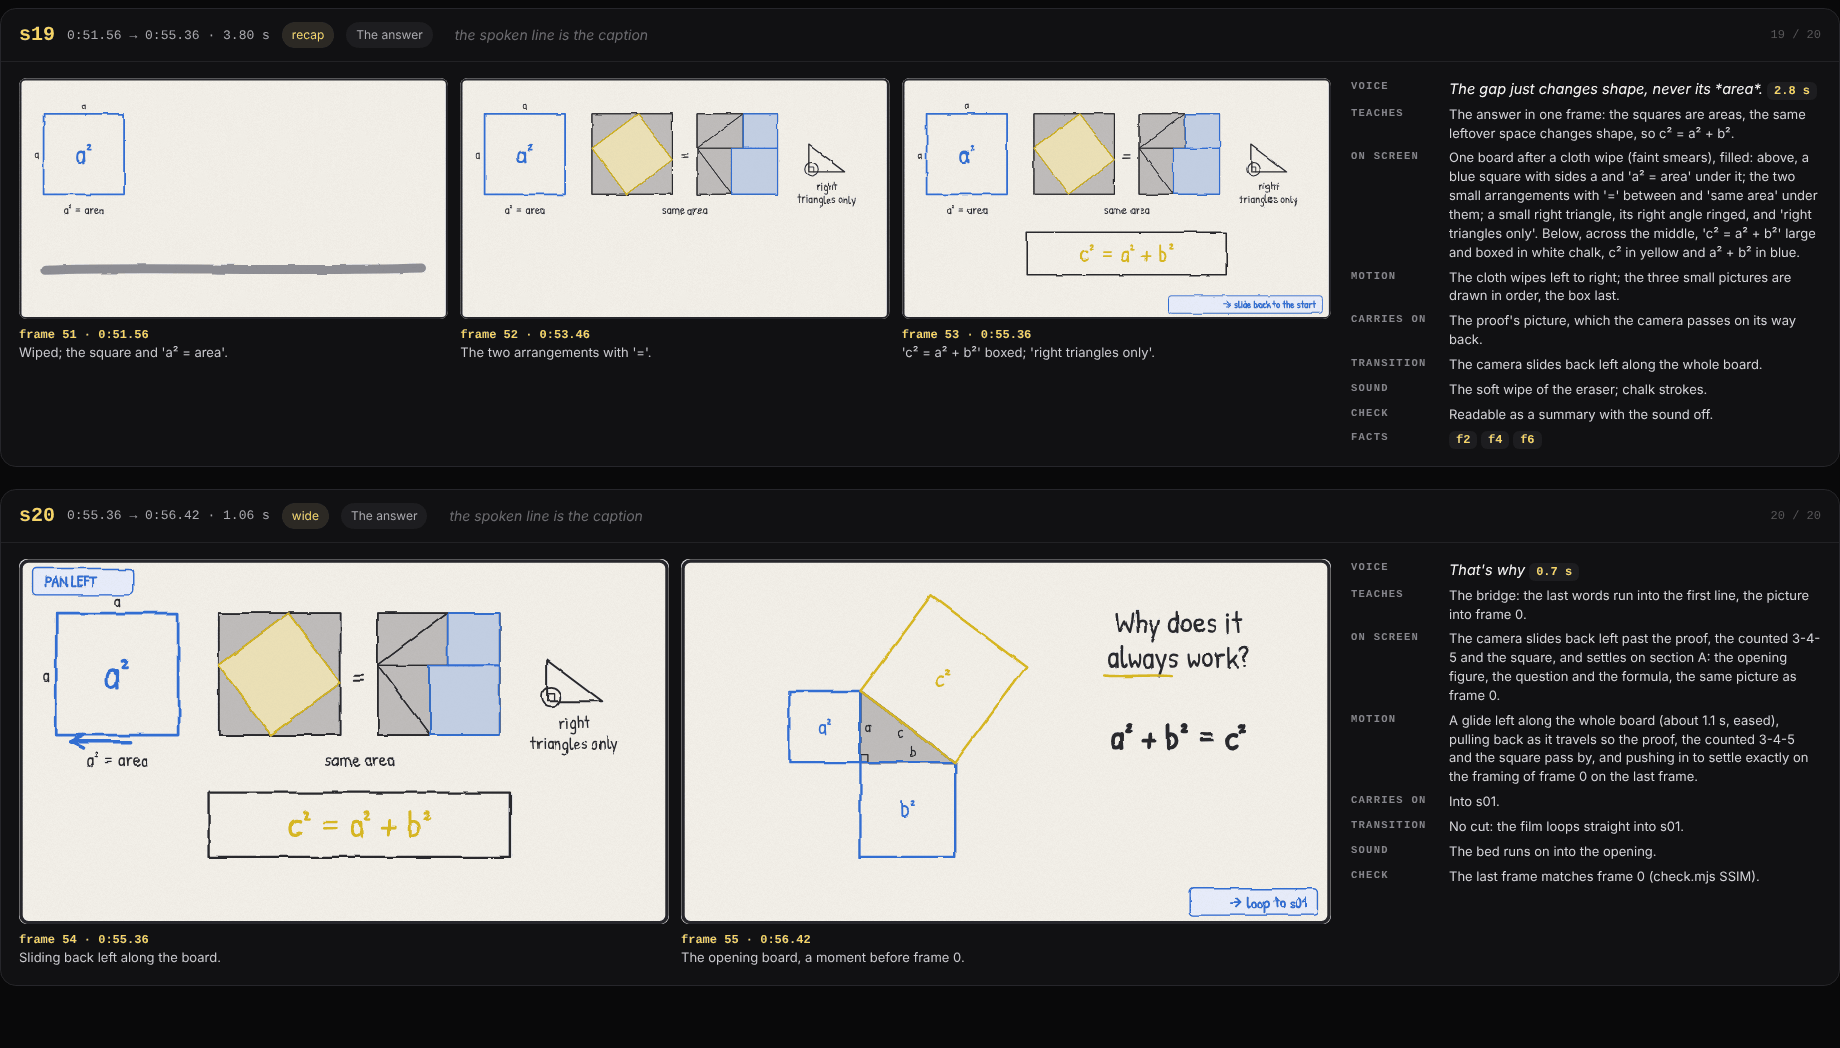 s19 0:51.56 → 0:55.36 · 3.80 s recap The answer the spoken line is the caption 19 / 20
a
a
a²
a² = area
frame 51 · 0:51.56
Wiped; the square and 'a² = area'.
a
a
a²
=
a² = area
same area
right
triangles only
frame 52 · 0:53.46
The two arrangements with '='.
a
a
a²
=
a² = area
same area
right
triangles only
c² = a² + b²
→ slide back to the start
frame 53 · 0:55.36
'c² = a² + b²' boxed; 'right triangles only'.
VOICE The gap just changes shape, never its *area*. 2.8 s
TEACHES The answer in one frame: the squares are areas, the same
leftover space changes shape, so c² = a² + b².
ON SCREEN One board after a cloth wipe (faint smears), filled: above, a
blue square with sides a and 'a² = area' under it; the two
small arrangements with '=' between and 'same area' under
them; a small right triangle, its right angle ringed, and 'right
triangles only'. Below, across the middle, 'c² = a² + b²' large
and boxed in white chalk, c² in yellow and a² + b² in blue.
MOTION The cloth wipes left to right; the three small pictures are
drawn in order, the box last.
CARRIES ON The proof's picture, which the camera passes on its way
back.
TRANSITION The camera slides back left along the whole board.
SOUND The soft wipe of the eraser; chalk strokes.
CHECK Readable as a summary with the sound off.
FACTS f2 f4 f6
s20 0:55.36 → 0:56.42 · 1.06 s wide The answer the spoken line is the caption 20 / 20
PAN LEFT
a
a
a²
=
a² = area
same area
right
triangles only
c² = a² + b²
frame 54 · 0:55.36
Sliding back left along the board.
Why does it
always work?
a² + b² = c²
c²
a²
a
c
b
b²
→ loop to s01
frame 55 · 0:56.42
The opening board, a moment before frame 0.
VOICE That's why 0.7 s
TEACHES The bridge: the last words run into the first line, the picture
into frame 0.
ON SCREEN The camera slides back left past the proof, the counted 3-4-
5 and the square, and settles on section A: the opening
figure, the question and the formula, the same picture as
frame 0.
MOTION A glide left along the whole board (about 1.1 s, eased),
pulling back as it travels so the proof, the counted 3-4-5
and the square pass by, and pushing in to settle exactly on
the framing of frame 0 on the last frame.
CARRIES ON Into s01.
TRANSITION No cut: the film loops straight into s01.
SOUND The bed runs on into the opening.
CHECK The last frame matches frame 0 (check.mjs SSIM).